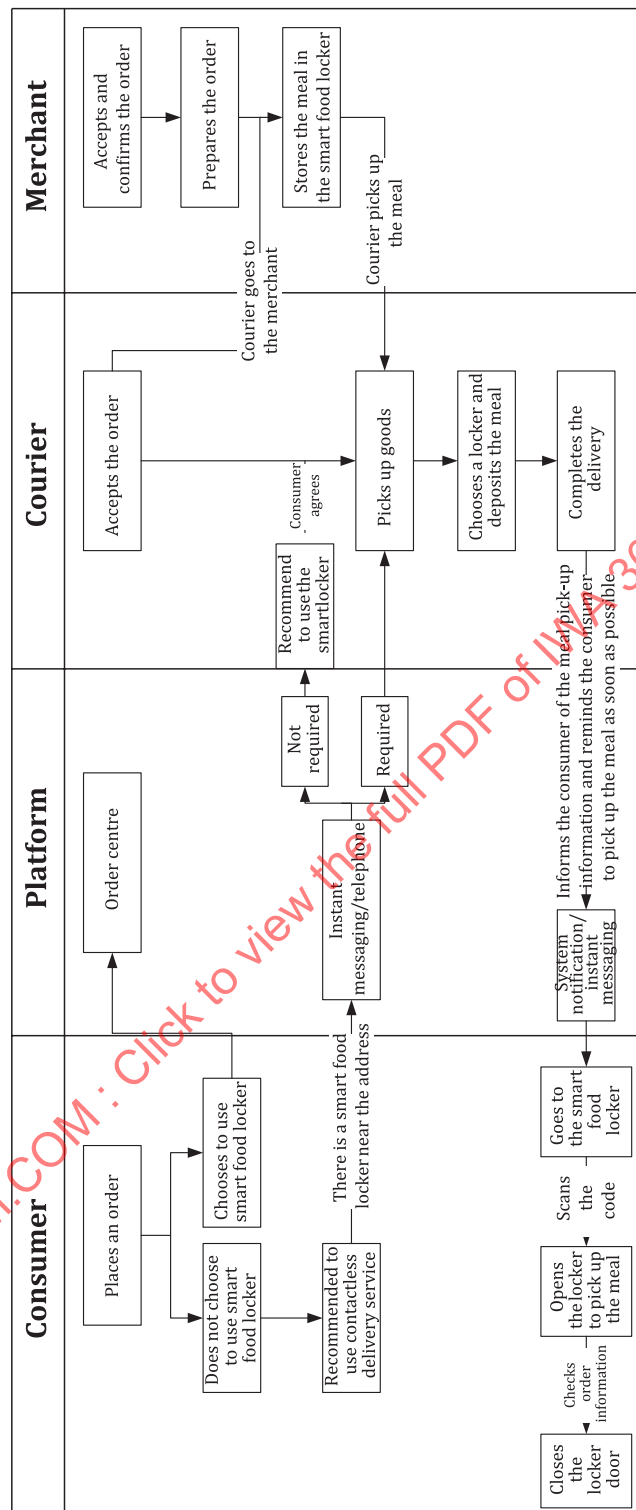 Consumer
Platform
Courier
Merchant
Places an order
Does not choose
to use smart
food locker
Chooses to use
smart food locker
Recommended to
use contactless
delivery service
There is a smart food
locker near the address
Order centre
Instant
messaging/telephone
Not
required
Required
Recommend
to use the
smartlocker
Consumer
agrees
Accepts the order
Courier goes to
the merchant
Accepts and
confirms the order
Prepares the order
Stores the meal in
the smart food locker
Courier picks up
the meal
Picks up goods
Chooses a locker and
deposits the meal
Completes the
delivery
Informs the consumer of the meal pick-up
information and reminds the consumer
to pick up the meal as soon as possible
System
notification/
instant
messaging
Goes to
the smart
food
locker
Scans
the
code
Opens
the locker
to pick up
the meal
Checks
order
information
Closes
the
locker
door
.COM : Click to view the full PDF of IWA